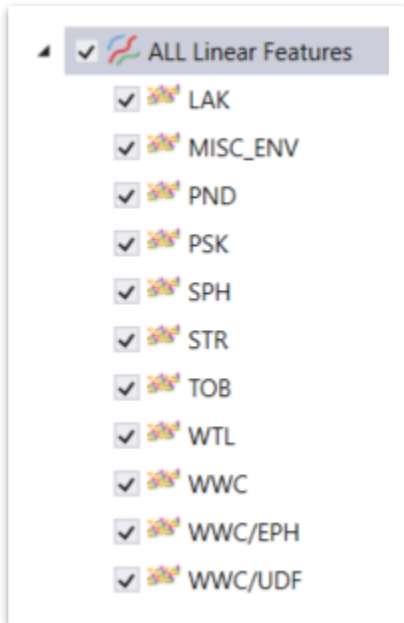 ALL Linear Features
LAK
MISC_ENV
PND
PSK
SPH
STR
TOB
WTL
WWC
WWC/EPH
WWC/UDF